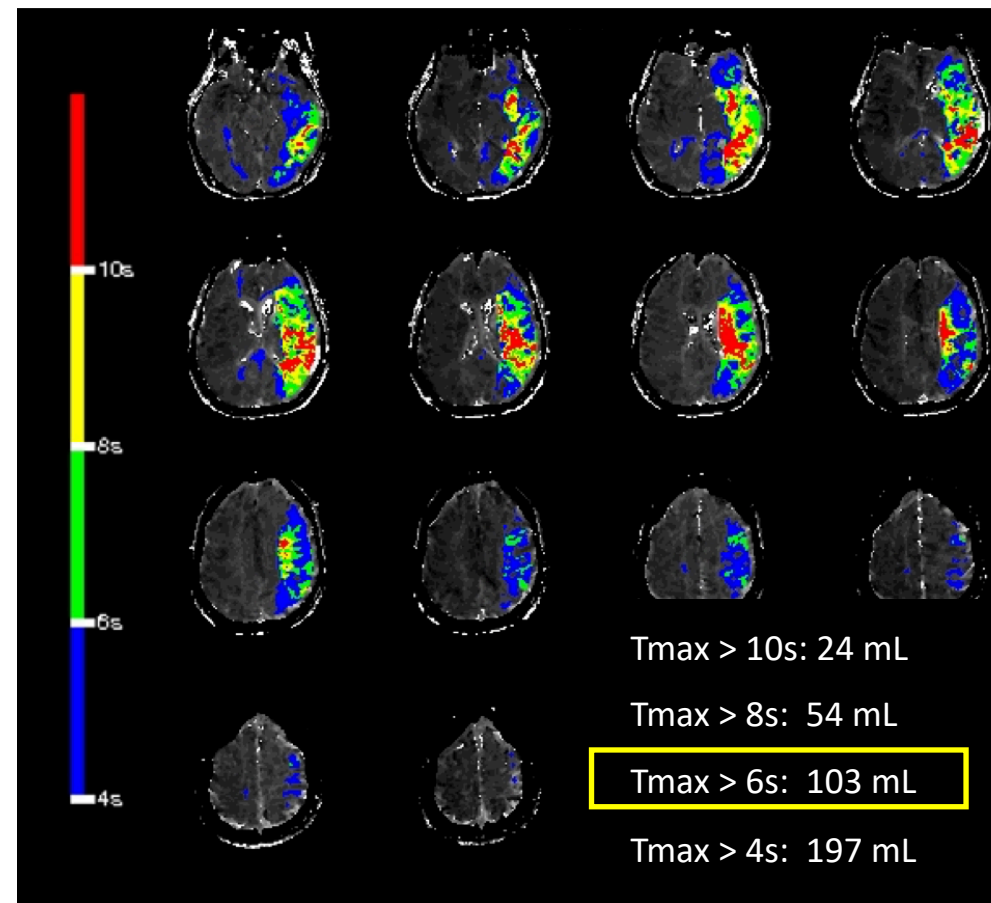 10s
8s
6s
4s
Tmax > 10s: 24 mL
Tmax > 8s: 54 mL
Tmax > 6s: 103 mL
Tmax > 4s: 197 mL